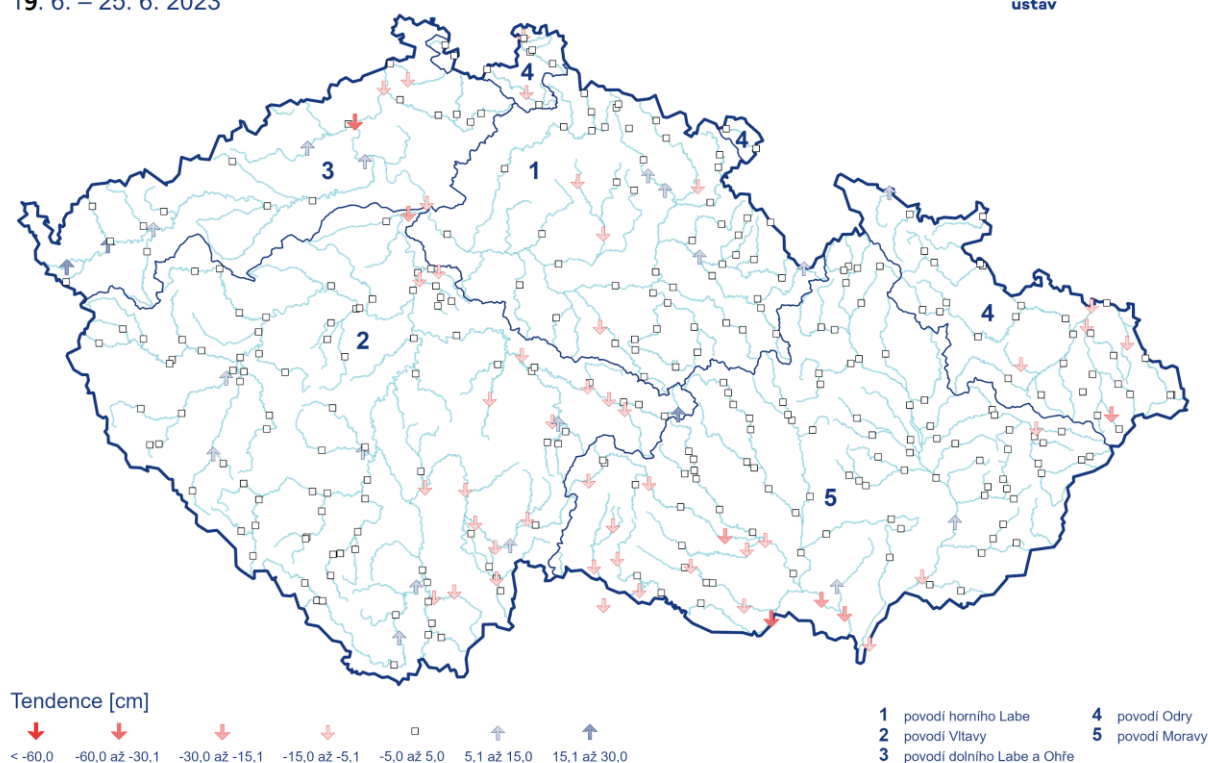 19. 6. – 25. 6. 2023
ústav
4
4
3
1
2
4
5
Tendence [cm]
< -60,0 -60,0 až -30,1 -30,0 až -15,1 -15,0 až -5,1 -5,0 až 5,0 5,1 až 15,0 15,1 až 30,0
1 povodí horního Labe
2 povodí Vltavy
3 povodí dolního Labe a Ohře
4 povodí Odry
5 povodí Moravy